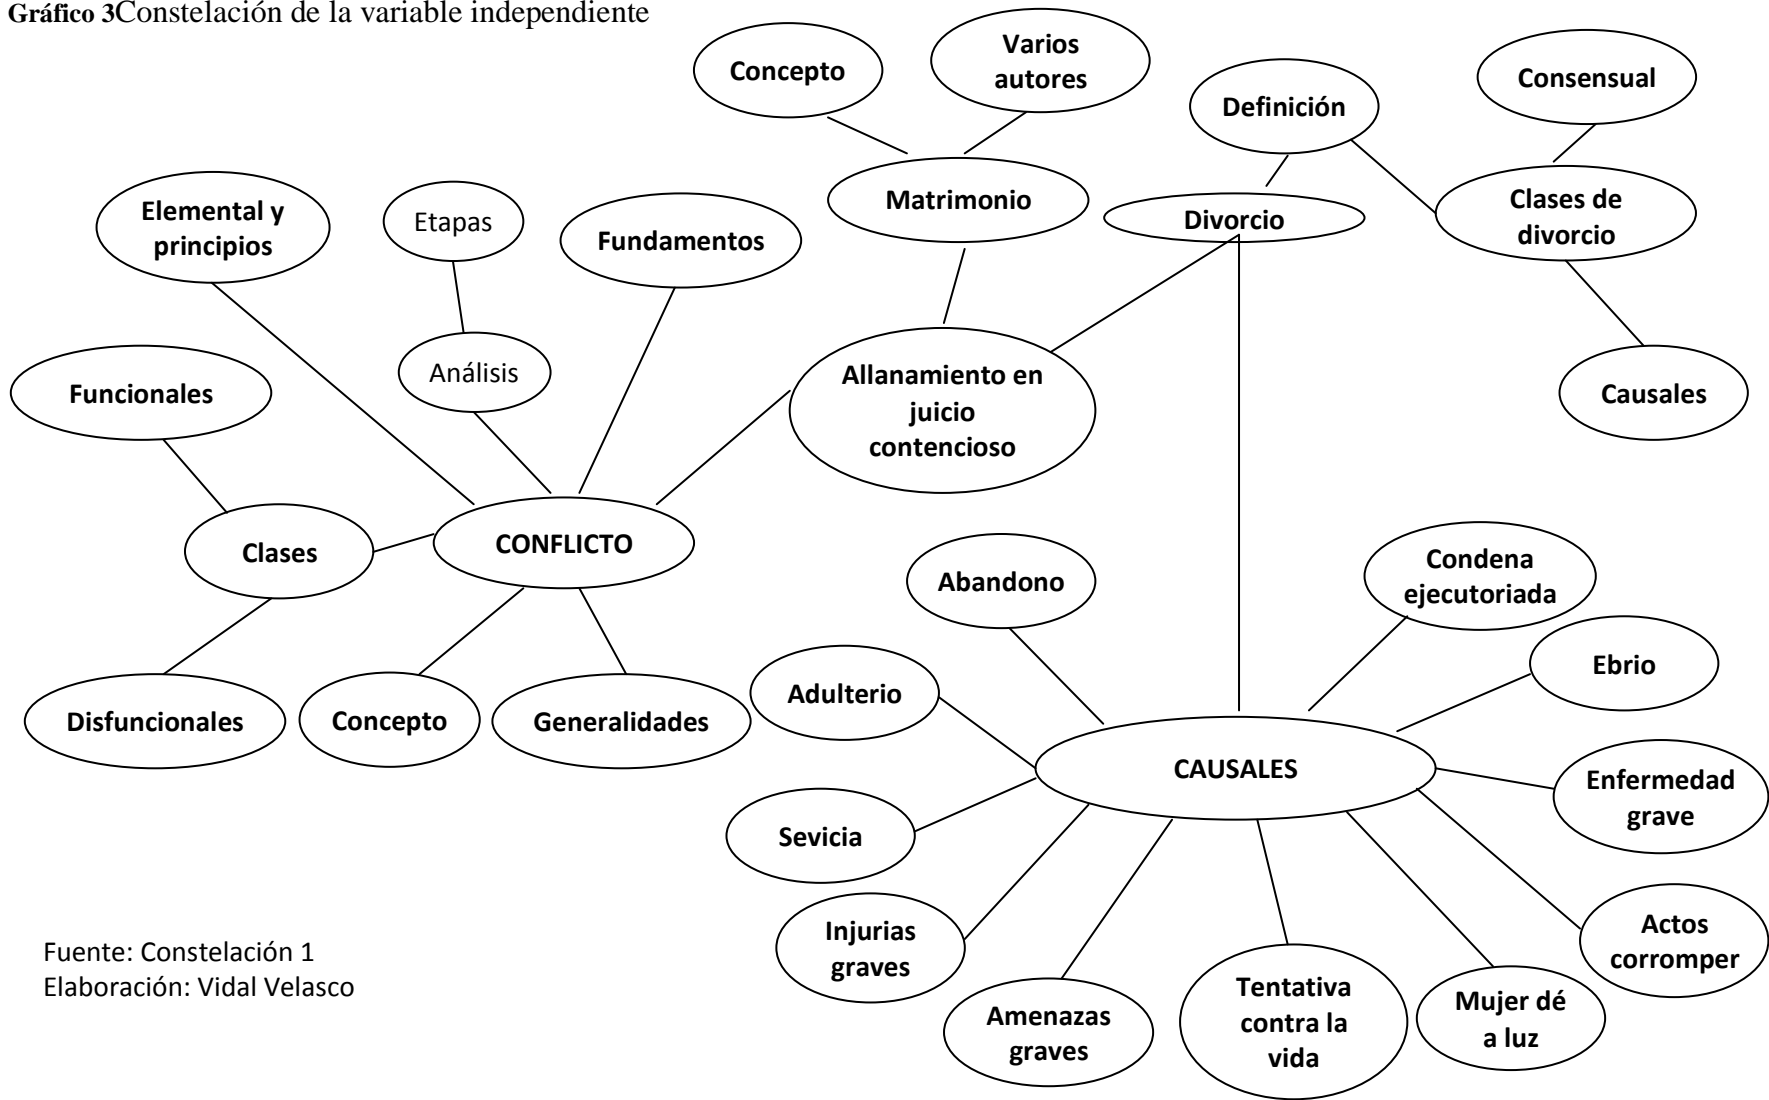 Gráfico 3Constelación de la variable independiente
Concepto
Varios
autores
Definición
Consensual
Matrimonio
Divorcio
Clases de
divorcio
Elemental y
principios
Etapas
Fundamentos
Funcionales
Análisis
Allanamiento en
juicio
contencioso
Causales
Clases
CONFLICTO
Abandono
Condena
ejecutoriada
Ebrio
Disfuncionales
Concepto
Generalidades
Adulterio
CAUSALES
Enfermedad
grave
Sevicia
Injurias
graves
Actos
corromper
Amenazas
graves
Tentativa
contra la
vida
Mujer dé
a luz
Fuente: Constelación 1
Elaboración: Vidal Velasco